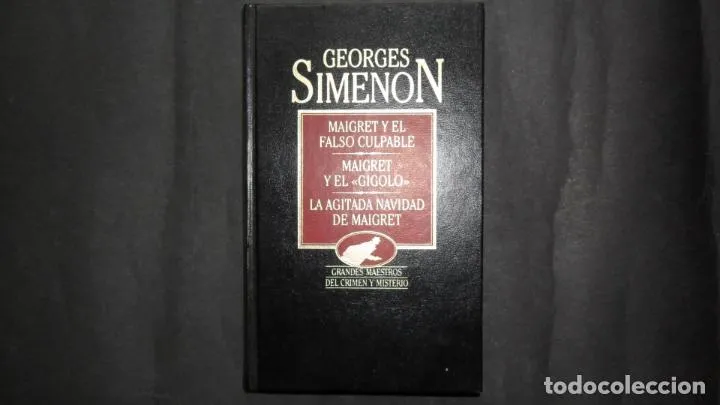 GEORGES
SIMENON
MAIGRET Y EL
FALSO CULPABLE
MAIGRET
Y EL «GIGOLO»
LA AGITADA NAVIDAD
DE MAIGRET
GRANDES MAESTROS
DEL CRIMEN Y MISTERIO
todocoleccion